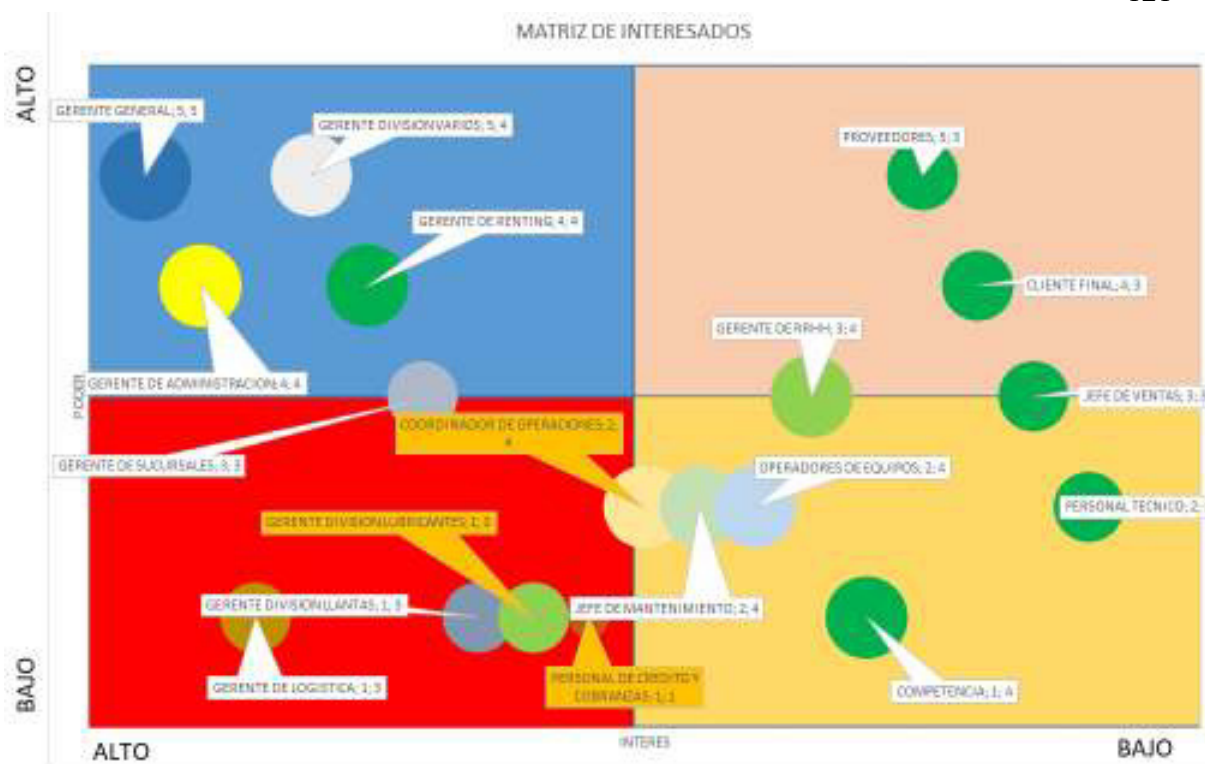 MATRIZ DE INTERESADOS
ALTO
GERENTE GENERAL; 5; 5
GERENTE DIVISION VARIOS; 5; 4
PROVEEDORES; 5; 3
GERENTE DE RENTING; 4; 4
CLIENTE FINAL; 4; 3
GERENTE DE RRHH; 3; 4
GERENTE DE ADMINISTRACION; 4; 4
PODER
JEFE DE VENTAS; 3; 3
COORDINADOR DE OPERACIONES; 2;
4
GERENTE DE SUCURSALES; 3; 3
OPERADORES DE EQUIPOS; 2; 4
PERSONAL TECNICO; 2;
GERENTE DIVISION LUBRICANTES; 1; 3
GERENTE DIVISION LLANTAS; 1; 3
JEFE DE MANTENIMIENTO; 2; 4
GERENTE DE LOGISTICA; 1; 3
PERSONAL DE CREDITO Y
COBRANZAS; 1; 1
COMPETENCIA; 1; 4
BAJO
ALTO
INTERES
BAJO